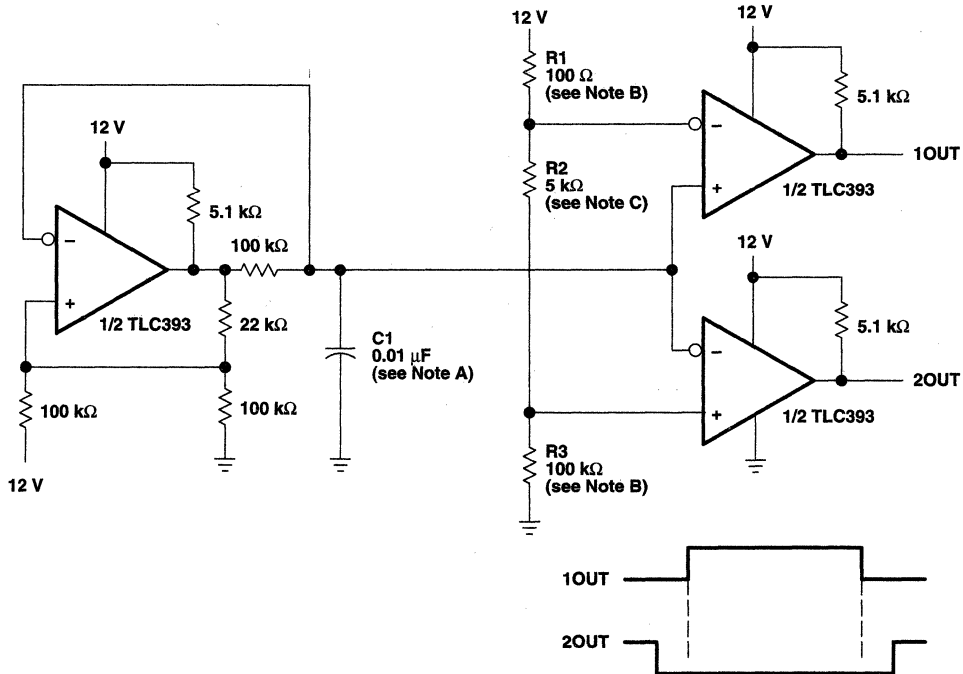 12 V
R1
100 Ω
(see Note B)
12 V
5.1 kΩ
−
+
1OUT
1/2 TLC393
12 V
5.1 kΩ
100 kΩ
−
+
1/2 TLC393
22 kΩ
100 kΩ
100 kΩ
12 V
C1
0.01 μF
(see Note A)
R2
5 kΩ
(see Note C)
12 V
5.1 kΩ
−
+
2OUT
1/2 TLC393
R3
100 kΩ
(see Note B)
1OUT
2OUT